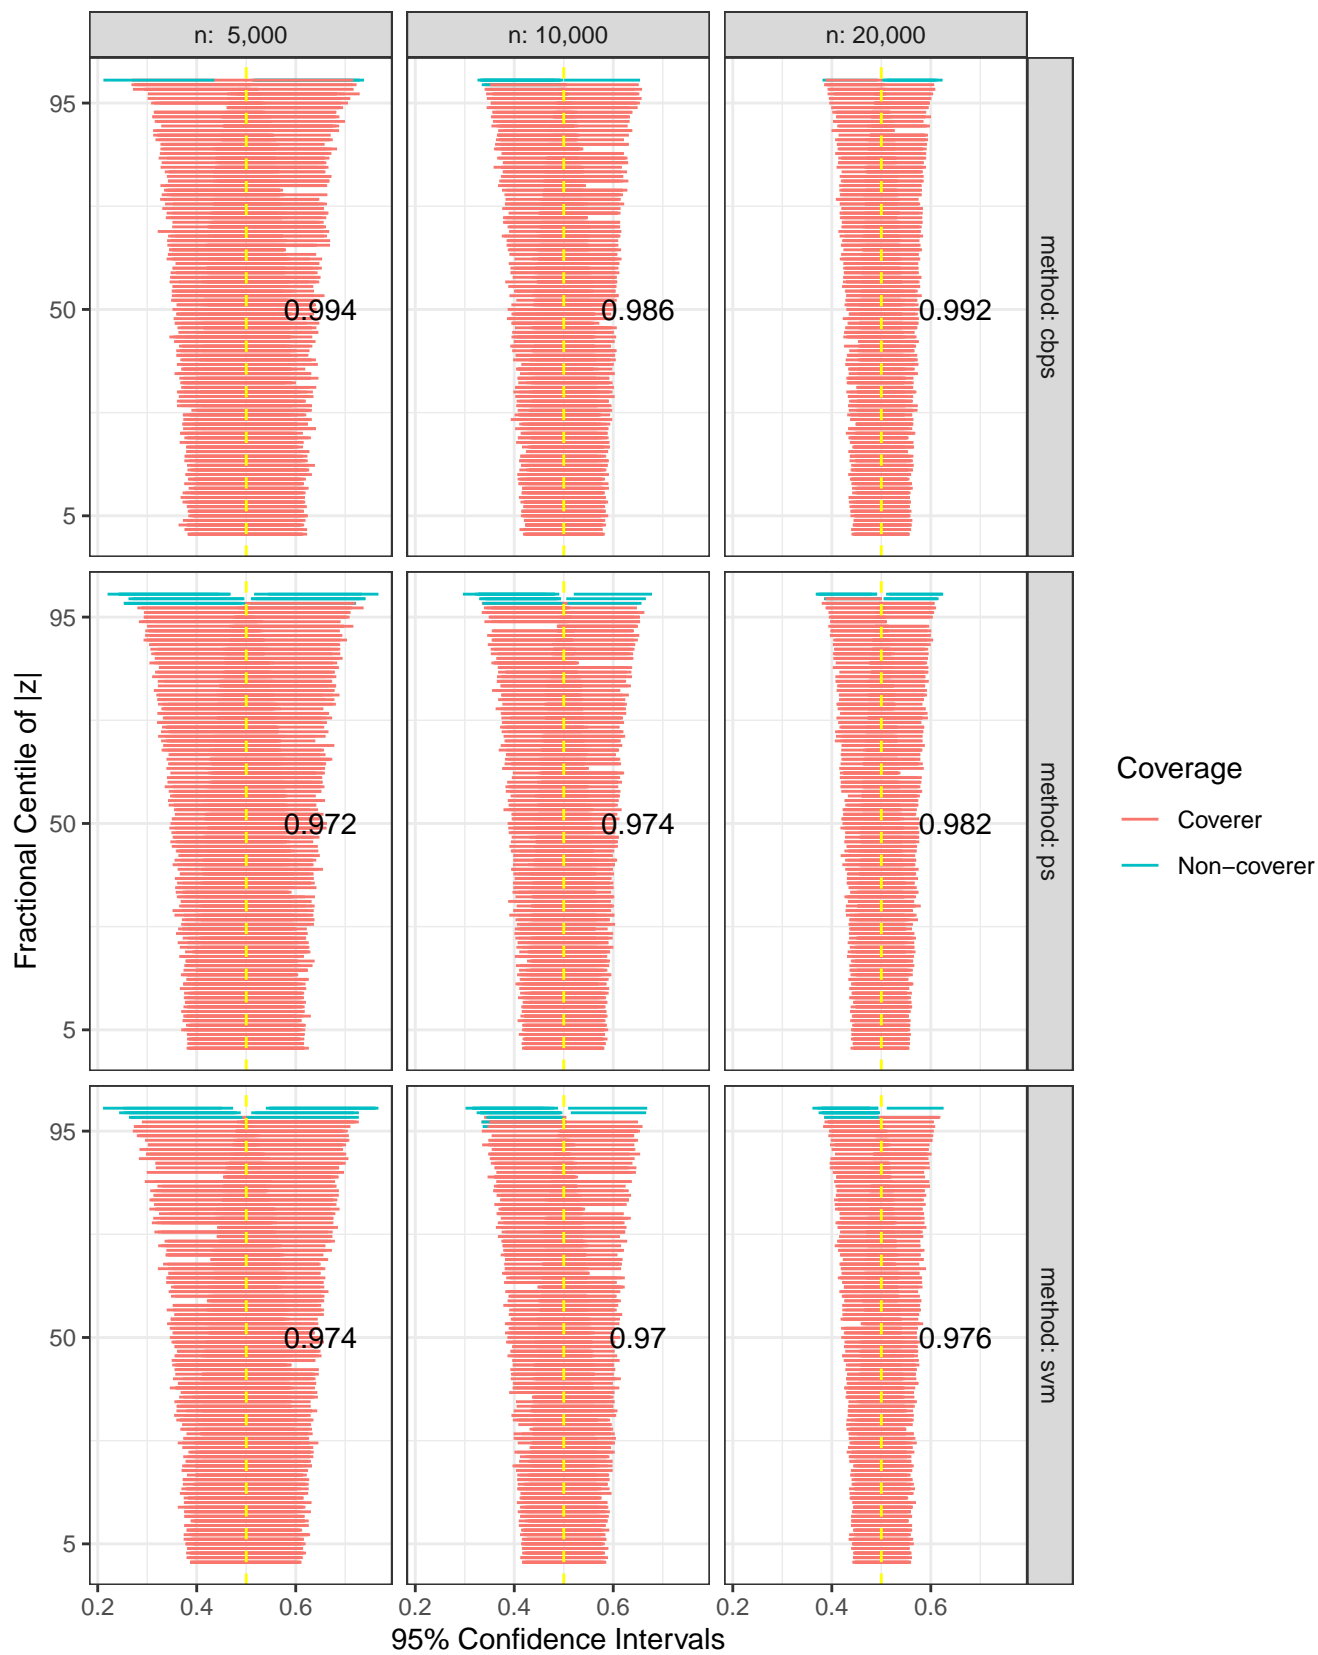 n:  5,000
n: 10,000
n: 20,000
95
50
5
0.994
0.986
0.992
method: cbps
95
50
5
0.972
0.974
0.982
method: ps
95
50
5
0.974
0.97
0.976
method: svm
0.2
0.4
0.6
0.2
0.4
0.6
0.2
0.4
0.6
95% Confidence Intervals
Fractional Centile of |z|
Coverage
Coverer
Non−coverer